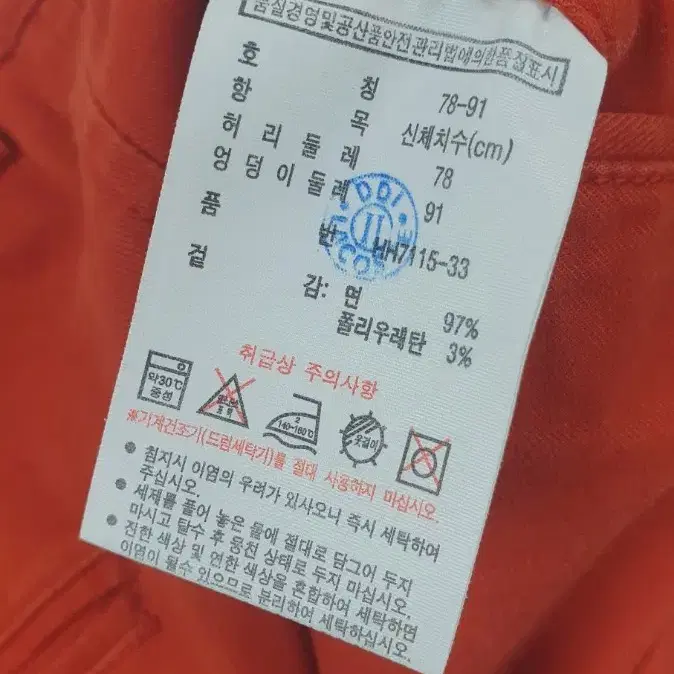 품질경영및공산품안전관리법에의한품질표시
호 칭 78-91
항 목 신체치수(cm)
허리둘레 78
엉덩이둘레 91
품 번 HH7115-33
겉 감: 면 97%
폴리우레탄 3%
취급상 주의사항
약30℃
중성
2
140-160℃
옷걸이
※기계건조기(드럼세탁기)를 절대 사용하지 마십시오.
● 침지시 이염의 우려가 있사오니 즉시 세탁하여
주십시오.
● 세제를 풀어 놓은 물에 절대로 담그어 두지
마시고 탈수 후 뭉친 상태로 두지 마십시오.
● 진한 색상 및 연한 색상을 혼합하여 세탁하면
이염이 될수 있으므로 분리하여 세탁하십시오.